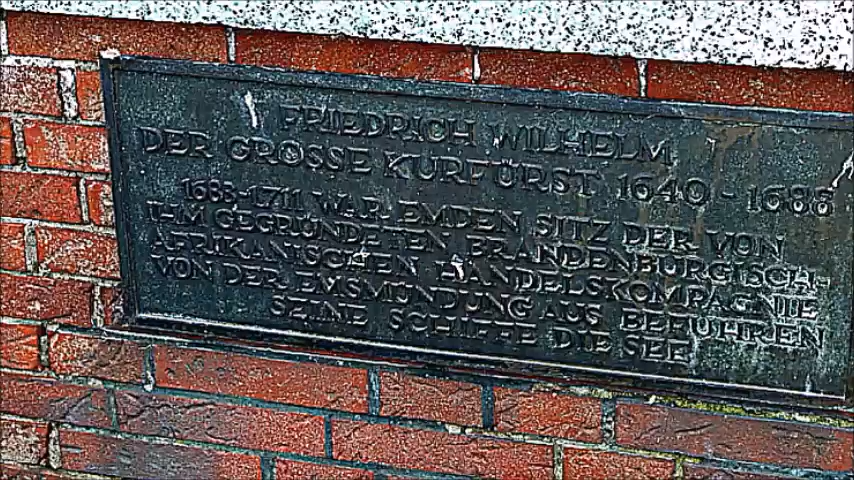 FRIEDRICH WILHELM
DER GROSSE KURFÜRST 1640 - 1688
1683-1711 WAR EMDEN SITZ DER VON
IHM GEGRÜNDETEN BRANDENBURGISCH-
AFRIKANISCHEN HANDELSKOMPAGNIE
VON DER EMSMÜNDUNG AUS BEFUHREN
SEINE SCHIFFE DIE SEE